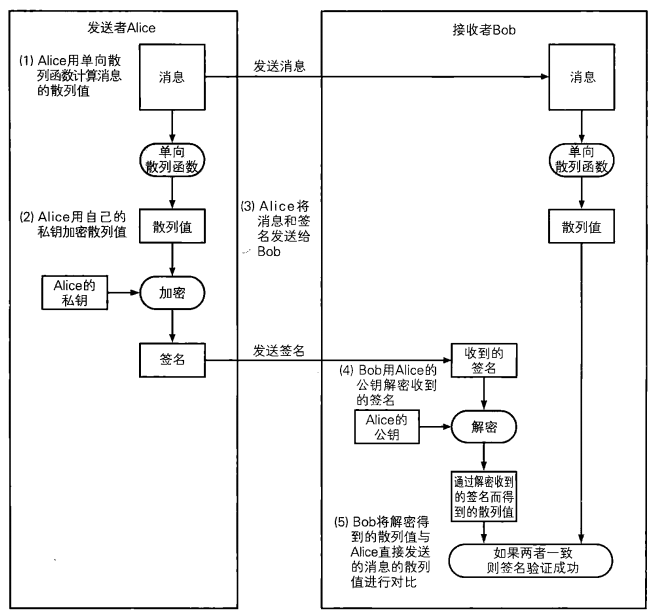 发送者Alice
接收者Bob
(1) Alice用单向散
列函数计算消息
的散列值
消息
发送消息
消息
单向
散列函数
单向
散列函数
(2) Alice用自己的
私钥加密散列值
散列值
(3) Alice将
消息和签
名发送给
Bob
散列值
Alice的
私钥
加密
签名
发送签名
收到的
签名
(4) Bob用Alice的
公钥解密收到
的签名
Alice的
公钥
解密
通过解密收到
的签名而得
到的散列值
(5) Bob将解密得
到的散列值与
Alice直接发送
的消息的散列
值进行对比
如果两者一致
则签名验证成功